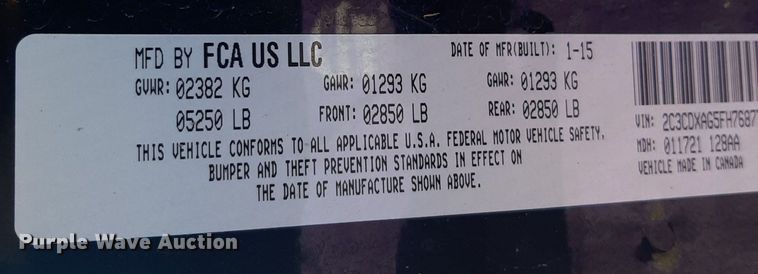 MFD BY FCA US LLC DATE OF MFR(BUILT): 1-15
GVWR: 02382 KG GAWR: 01293 KG GAWR: 01293 KG
05250 LB FRONT: 02850 LB REAR: 02850 LB
THIS VEHICLE CONFORMS TO ALL APPLICABLE U.S.A. FEDERAL MOTOR VEHICLE SAFETY,
BUMPER AND THEFT PREVENTION STANDARDS IN EFFECT ON
THE DATE OF MANUFACTURE SHOWN ABOVE.
VIN: 2C3CDXAG5FH7687
MDH: 011721 128AA
VEHICLE MADE IN CANADA
Purple Wave Auction